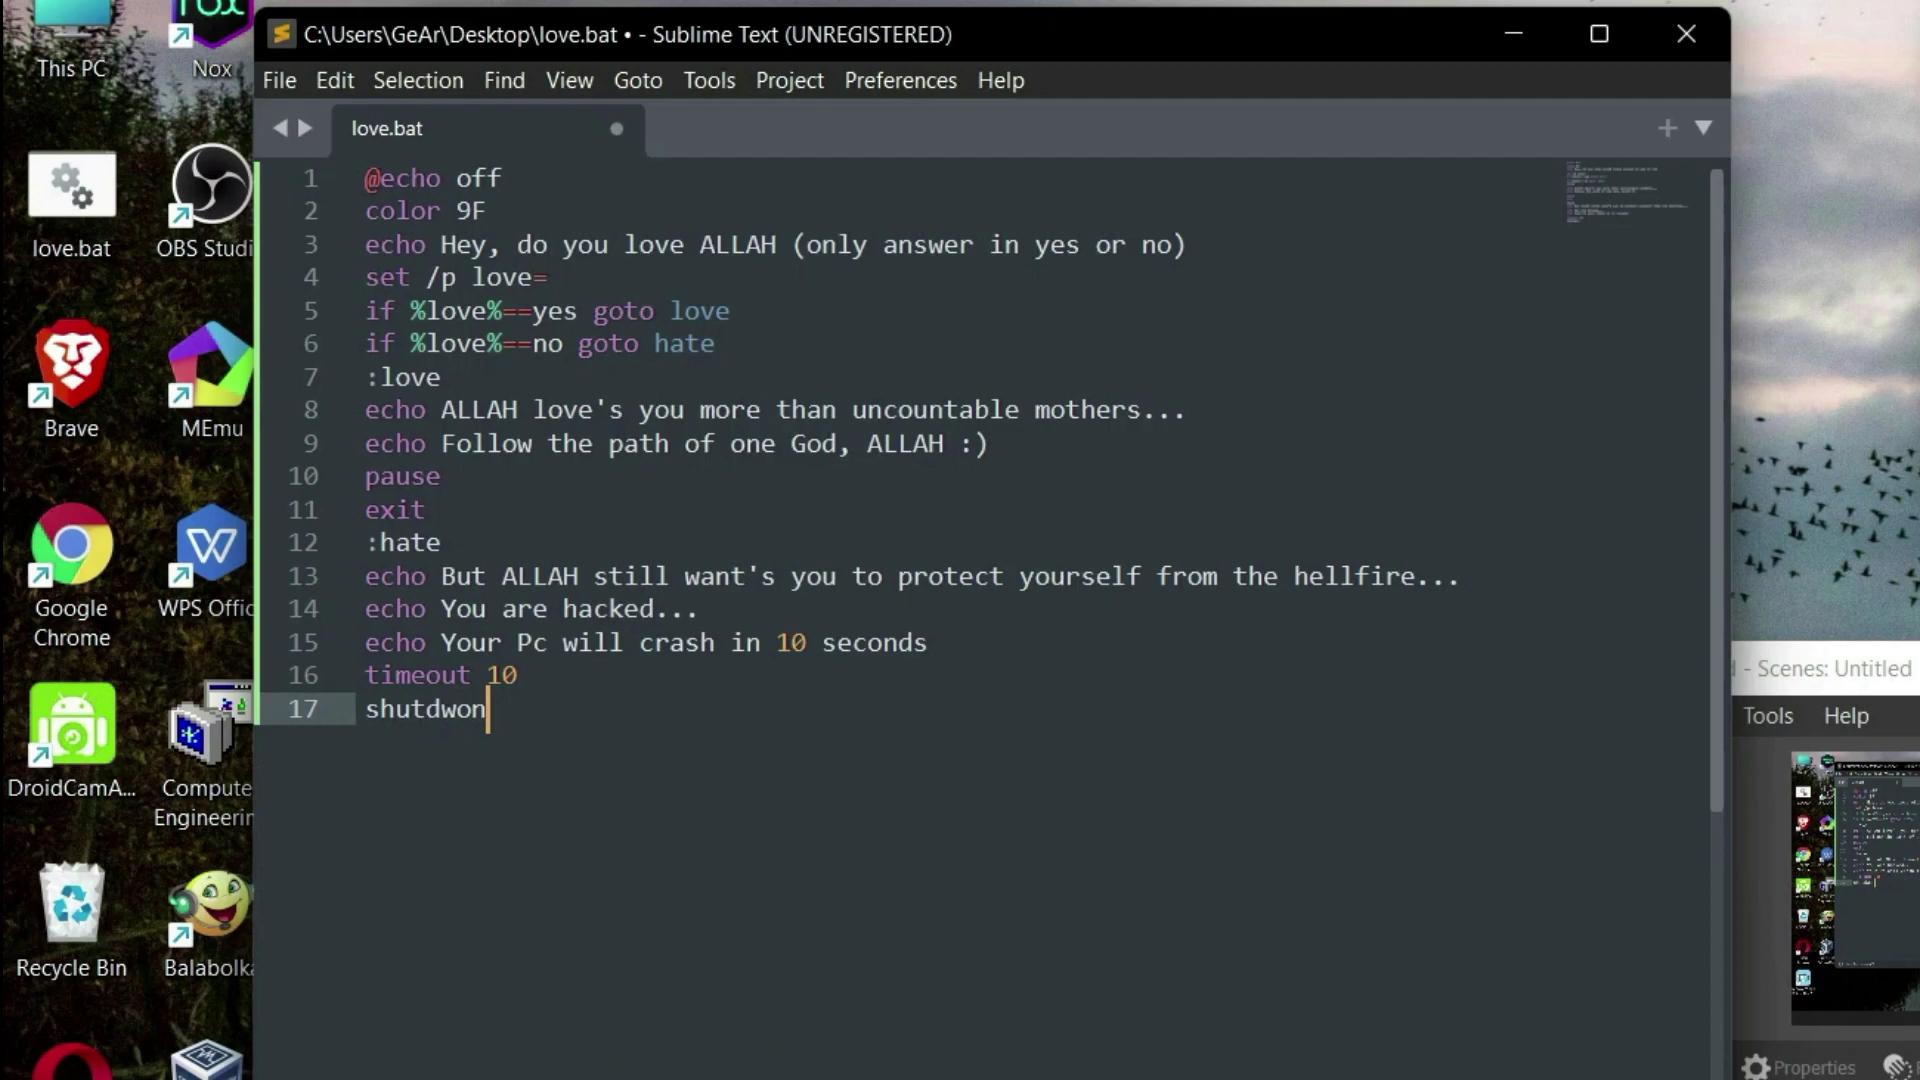 This PC
Nox
love.bat
OBS Studi
Brave
MEmu
Google
Chrome
WPS Offic
DroidCamA...
Compute
Engineerin
Recycle Bin
Balabolka
C:\Users\GeAr\Desktop\love.bat • - Sublime Text (UNREGISTERED)
File Edit Selection Find View Goto Tools Project Preferences Help
love.bat
1 @echo off
2 color 9F
3 echo Hey, do you love ALLAH (only answer in yes or no)
4 set /p love=
5 if %love%==yes goto love
6 if %love%==no goto hate
7 :love
8 echo ALLAH love's you more than uncountable mothers...
9 echo Follow the path of one God, ALLAH :)
10 pause
11 exit
12 :hate
13 echo But ALLAH still want's you to protect yourself from the hellfire...
14 echo You are hacked...
15 echo Your Pc will crash in 10 seconds
16 timeout 10
17 shutdwon
- Scenes: Untitled
Tools Help
Properties